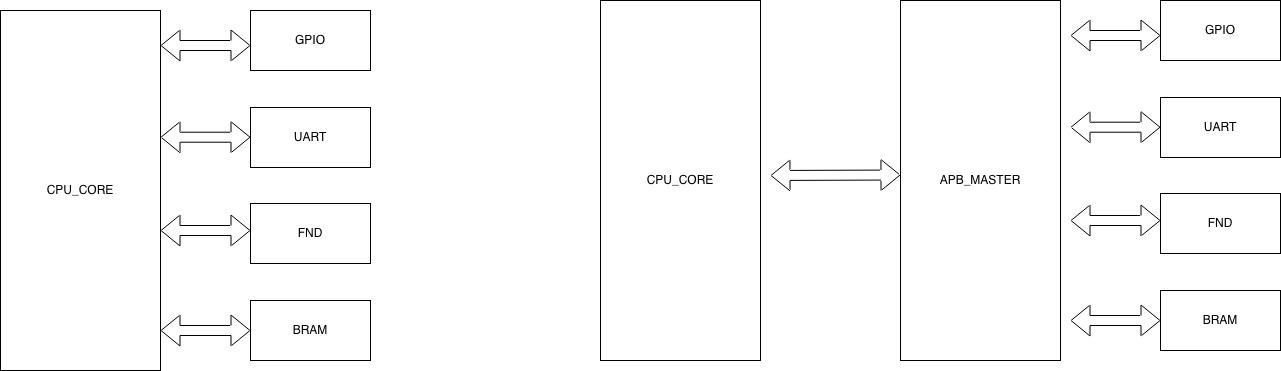 GPIO
UART
CPU_CORE
FND
BRAM
GPIO
UART
CPU_CORE
APB_MASTER
FND
BRAM